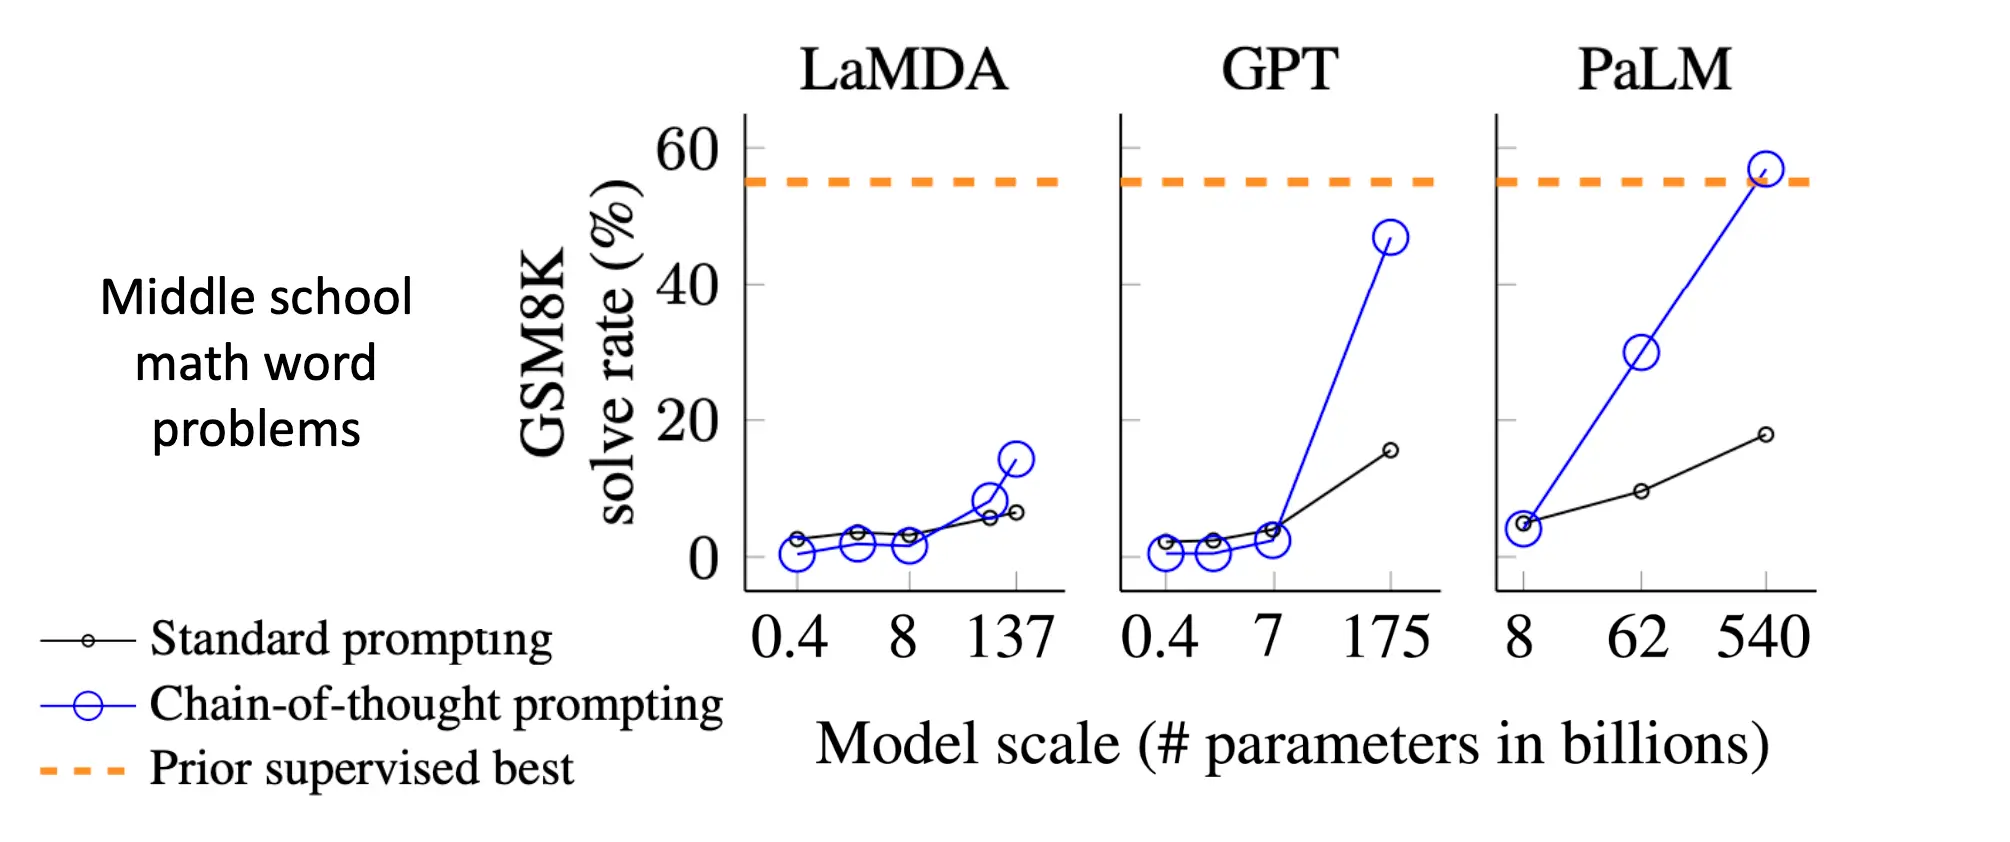 LaMDA
GPT
PaLM
Middle school
math word
problems
GSM8K
solve rate (%)
60
40
20
0
0.4 8 137
0.4 7 175
8 62 540
Model scale (# parameters in billions)
Standard prompting
Chain-of-thought prompting
Prior supervised best